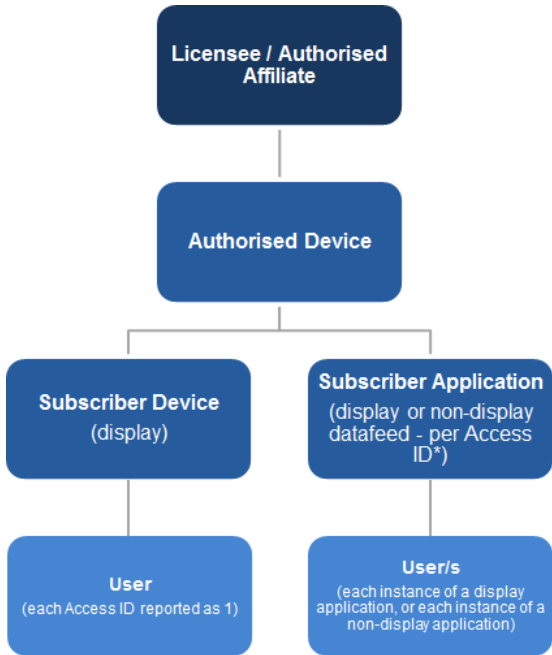 Licensee / Authorised
Affiliate
Authorised Device
Subscriber Device
(display)
Subscriber Application
(display or non-display
datafeed - per Access
ID*)
User
(each Access ID reported as 1)
User/s
(each instance of a display
application, or each instance of a
non-display application)